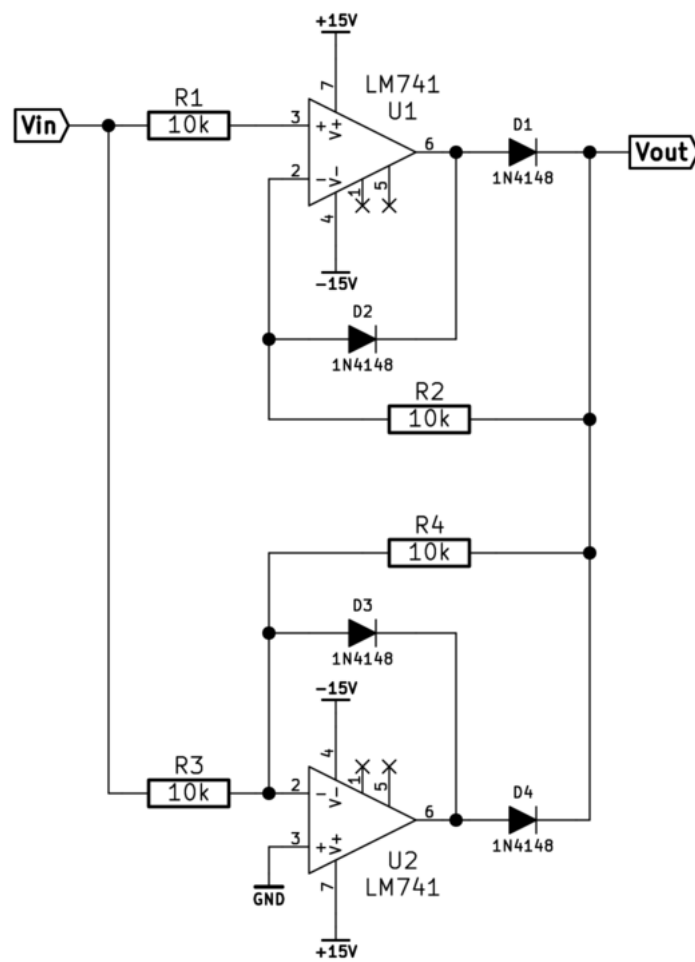 +15V
LM741
U1
R1
10k
Vin
7
3
+
V+
6
D1
1N4148
Vout
2
-
V-
1
5
4
-15V
D2
1N4148
R2
10k
R4
10k
D3
1N4148
-15V
4
1
5
R3
10k
2
-
V-
6
D4
1N4148
3
+
V+
U2
LM741
GND
7
+15V